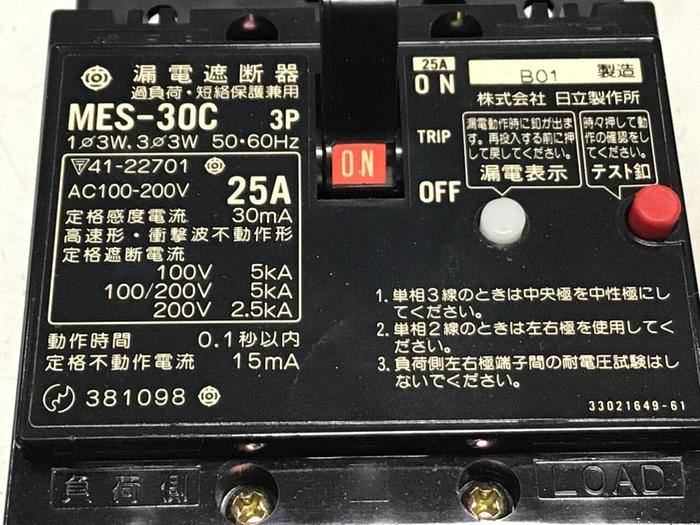 漏電遮断器
過負荷・短絡保護兼用
MES-30C 3P
1ø3W, 3ø3W 50・60Hz
41-22701
AC100-200V 25A
定格感度電流 30mA
高速形・衝撃波不動作形
定格遮断電流
100V 5kA
100/200V 5kA
200V 2.5kA
動作時間 0.1秒以内
定格不動作電流 15mA
381098
ON
25A
ON
TRIP
OFF
B01 製造
株式会社 日立製作所
漏電動作時に釦が出ま
す。再投入する前に押
して戻してください。
漏電表示
時々押して動
作の確認をし
てください。
テスト釦
1. 単相3線のときは中央極を中性極にし
てください。
2. 単相2線のときは左右極を使用してく
ださい。
3. 負荷側左右極端子間の耐電圧試験はし
ないでください。
33021649-61
負荷側
LOAD